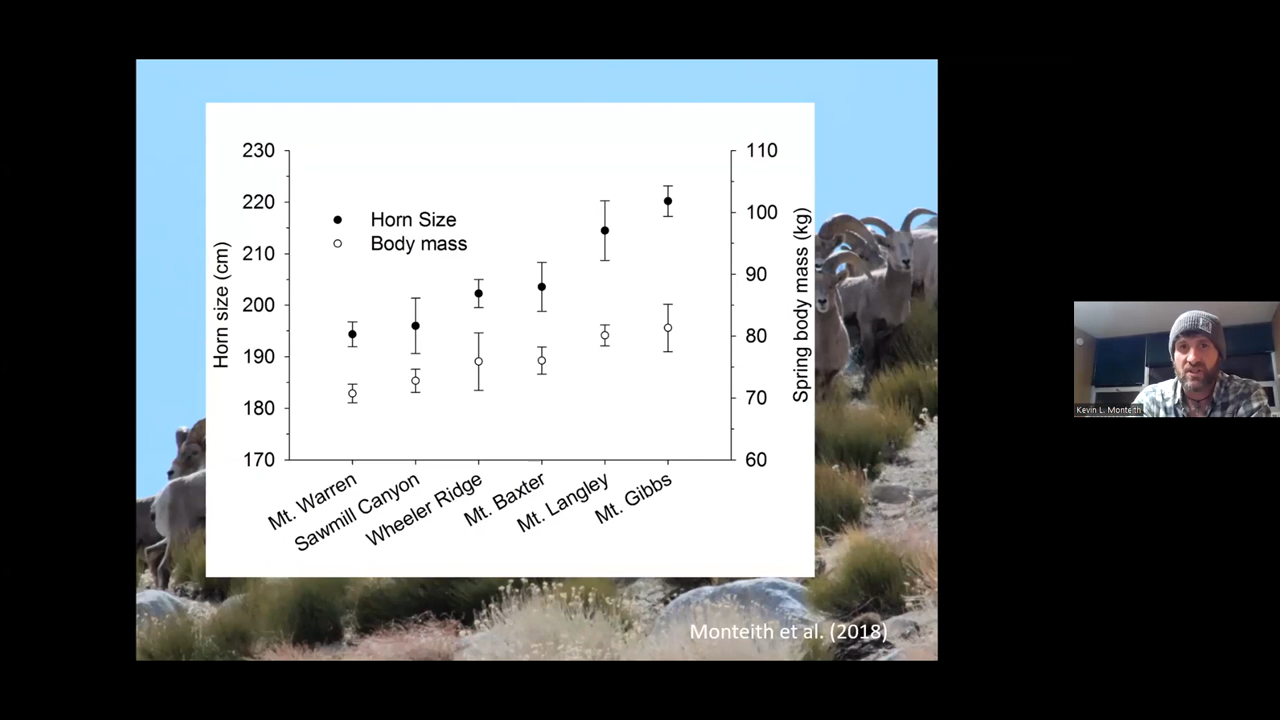 230
220
210
200
190
180
170
Horn size (cm)
Horn Size
Body mass
110
100
90
80
70
60
Spring body mass (kg)
Mt. Warren
Sawmill Canyon
Wheeler Ridge
Mt. Baxter
Mt. Langley
Mt. Gibbs
Monteith et al. (2018)
Kevin L. Monteith